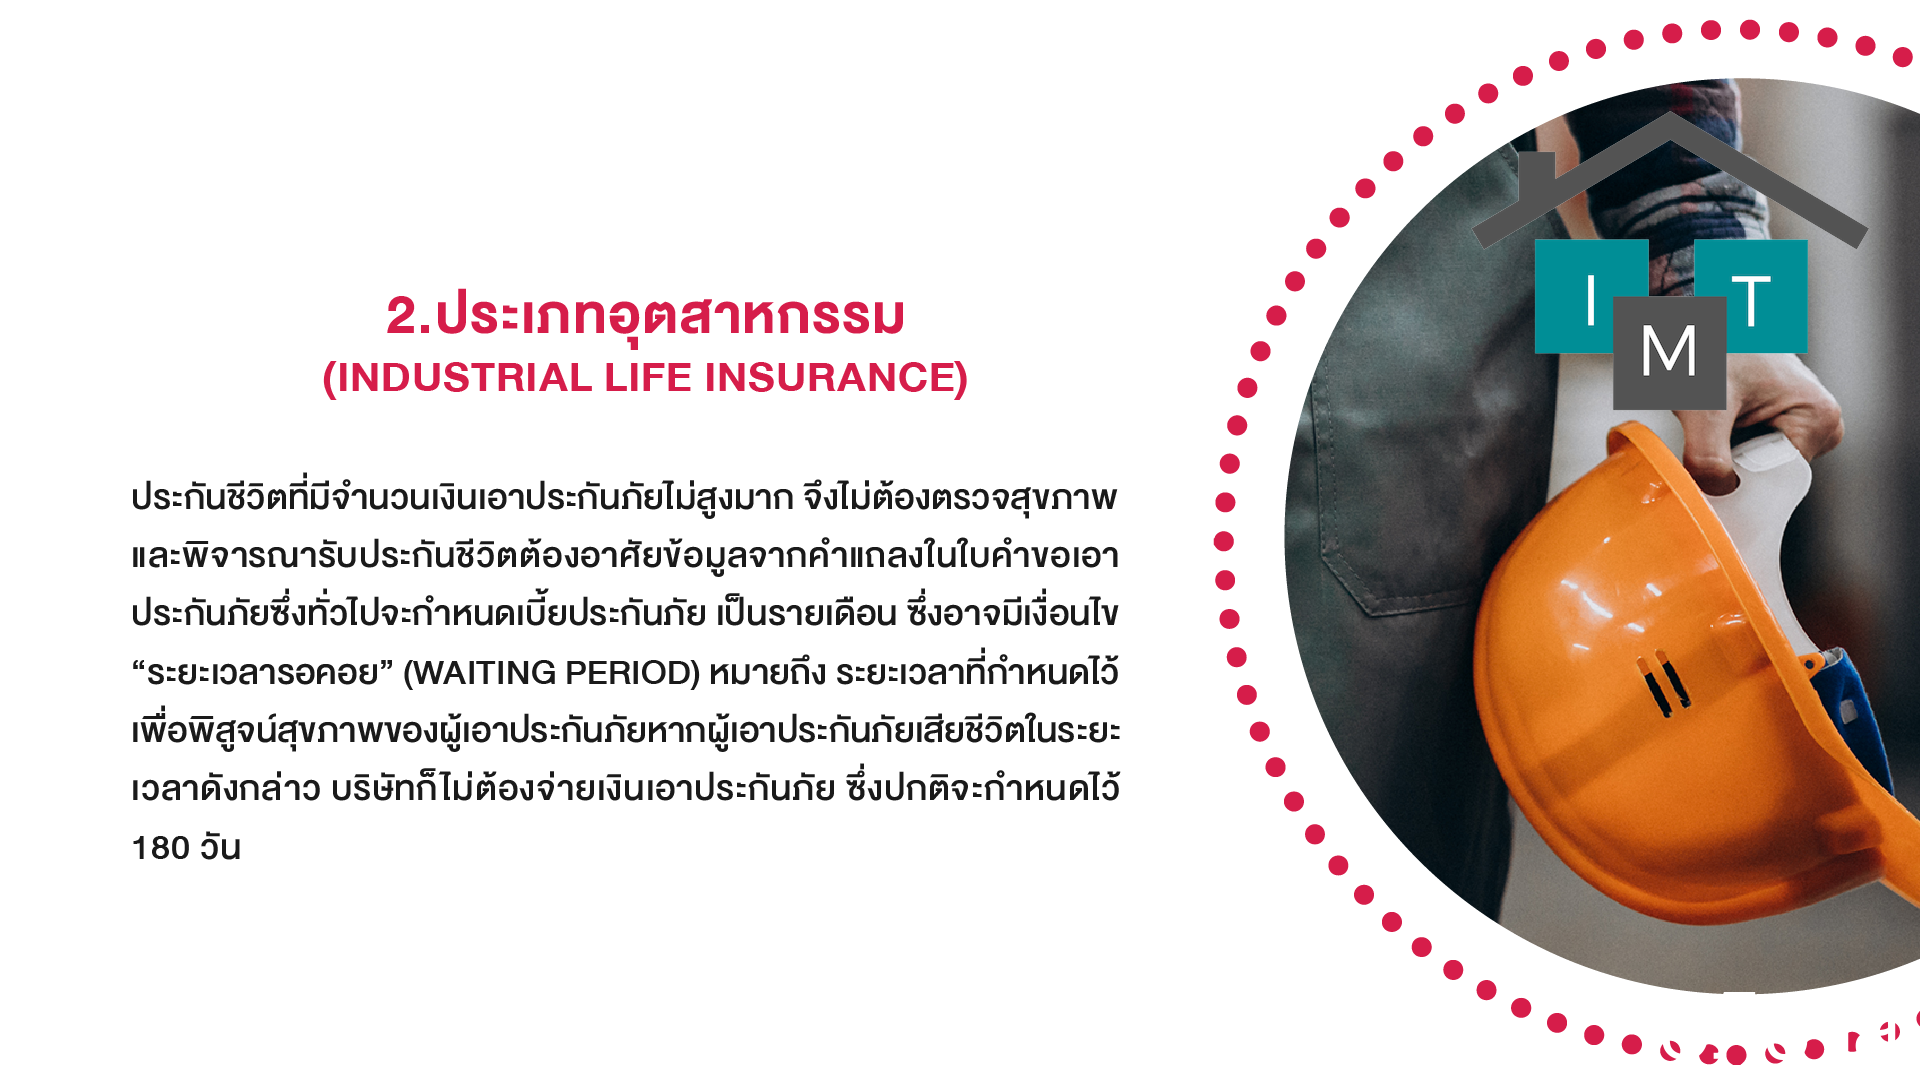 2.ประเภทอุตสาหกรรม
(INDUSTRIAL LIFE INSURANCE)
ประกันชีวิตที่มีจำนวนเงินเอาประกันภัยไม่สูงมาก จึงไม่ต้องตรวจสุขภาพ
และพิจารณารับประกันชีวิตต้องอาศัยข้อมูลจากคำแถลงในใบคำขอเอา
ประกันภัยซึ่งทั่วไปจะกำหนดเบี้ยประกันภัย เป็นรายเดือน ซึ่งอาจมีเงื่อนไข
“ระยะเวลารอคอย” (WAITING PERIOD) หมายถึง ระยะเวลาที่กำหนดไว้
เพื่อพิสูจน์สุขภาพของผู้เอาประกันภัยหากผู้เอาประกันภัยเสียชีวิตในระยะ
เวลาดังกล่าว บริษัทก็ไม่ต้องจ่ายเงินเอาประกันภัย ซึ่งปกติจะกำหนดไว้
180 วัน
I M T